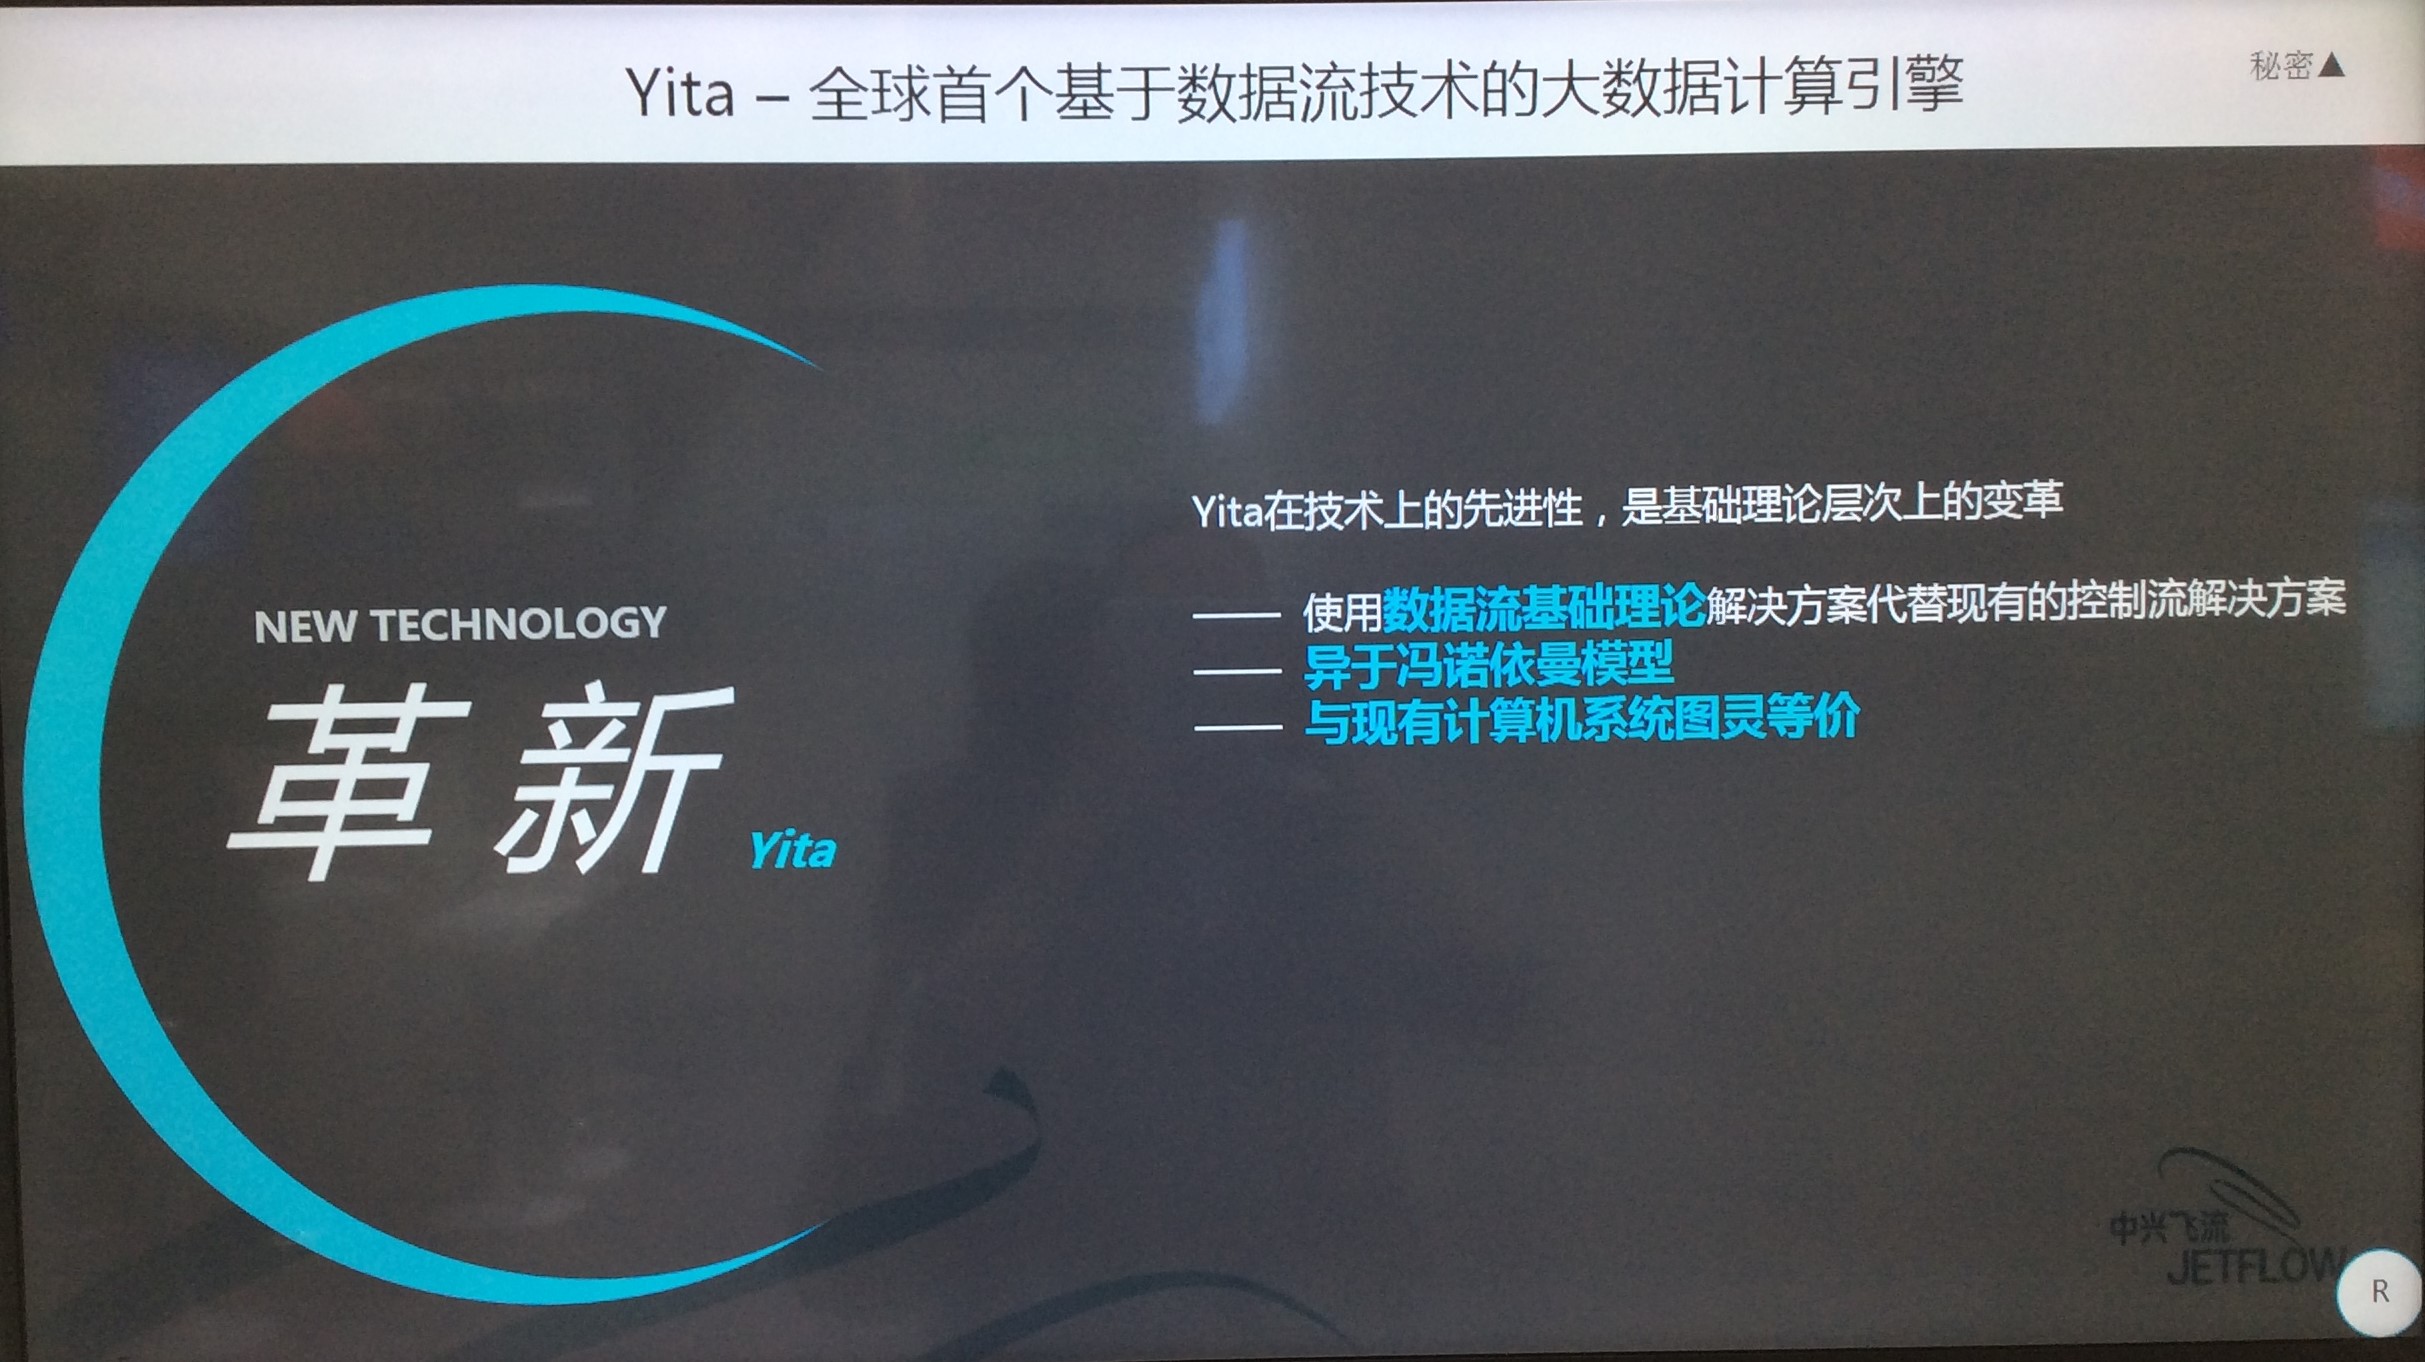 Yita – 全球首个基于数据流技术的大数据计算引擎
秘密▲
NEW TECHNOLOGY
革新
Yita
Yita在技术上的先进性，是基础理论层次上的变革
—— 使用数据流基础理论解决方案代替现有的控制流解决方案
—— 异于冯诺依曼模型
—— 与现有计算机系统图灵等价
中兴飞流
JETFLOW
R